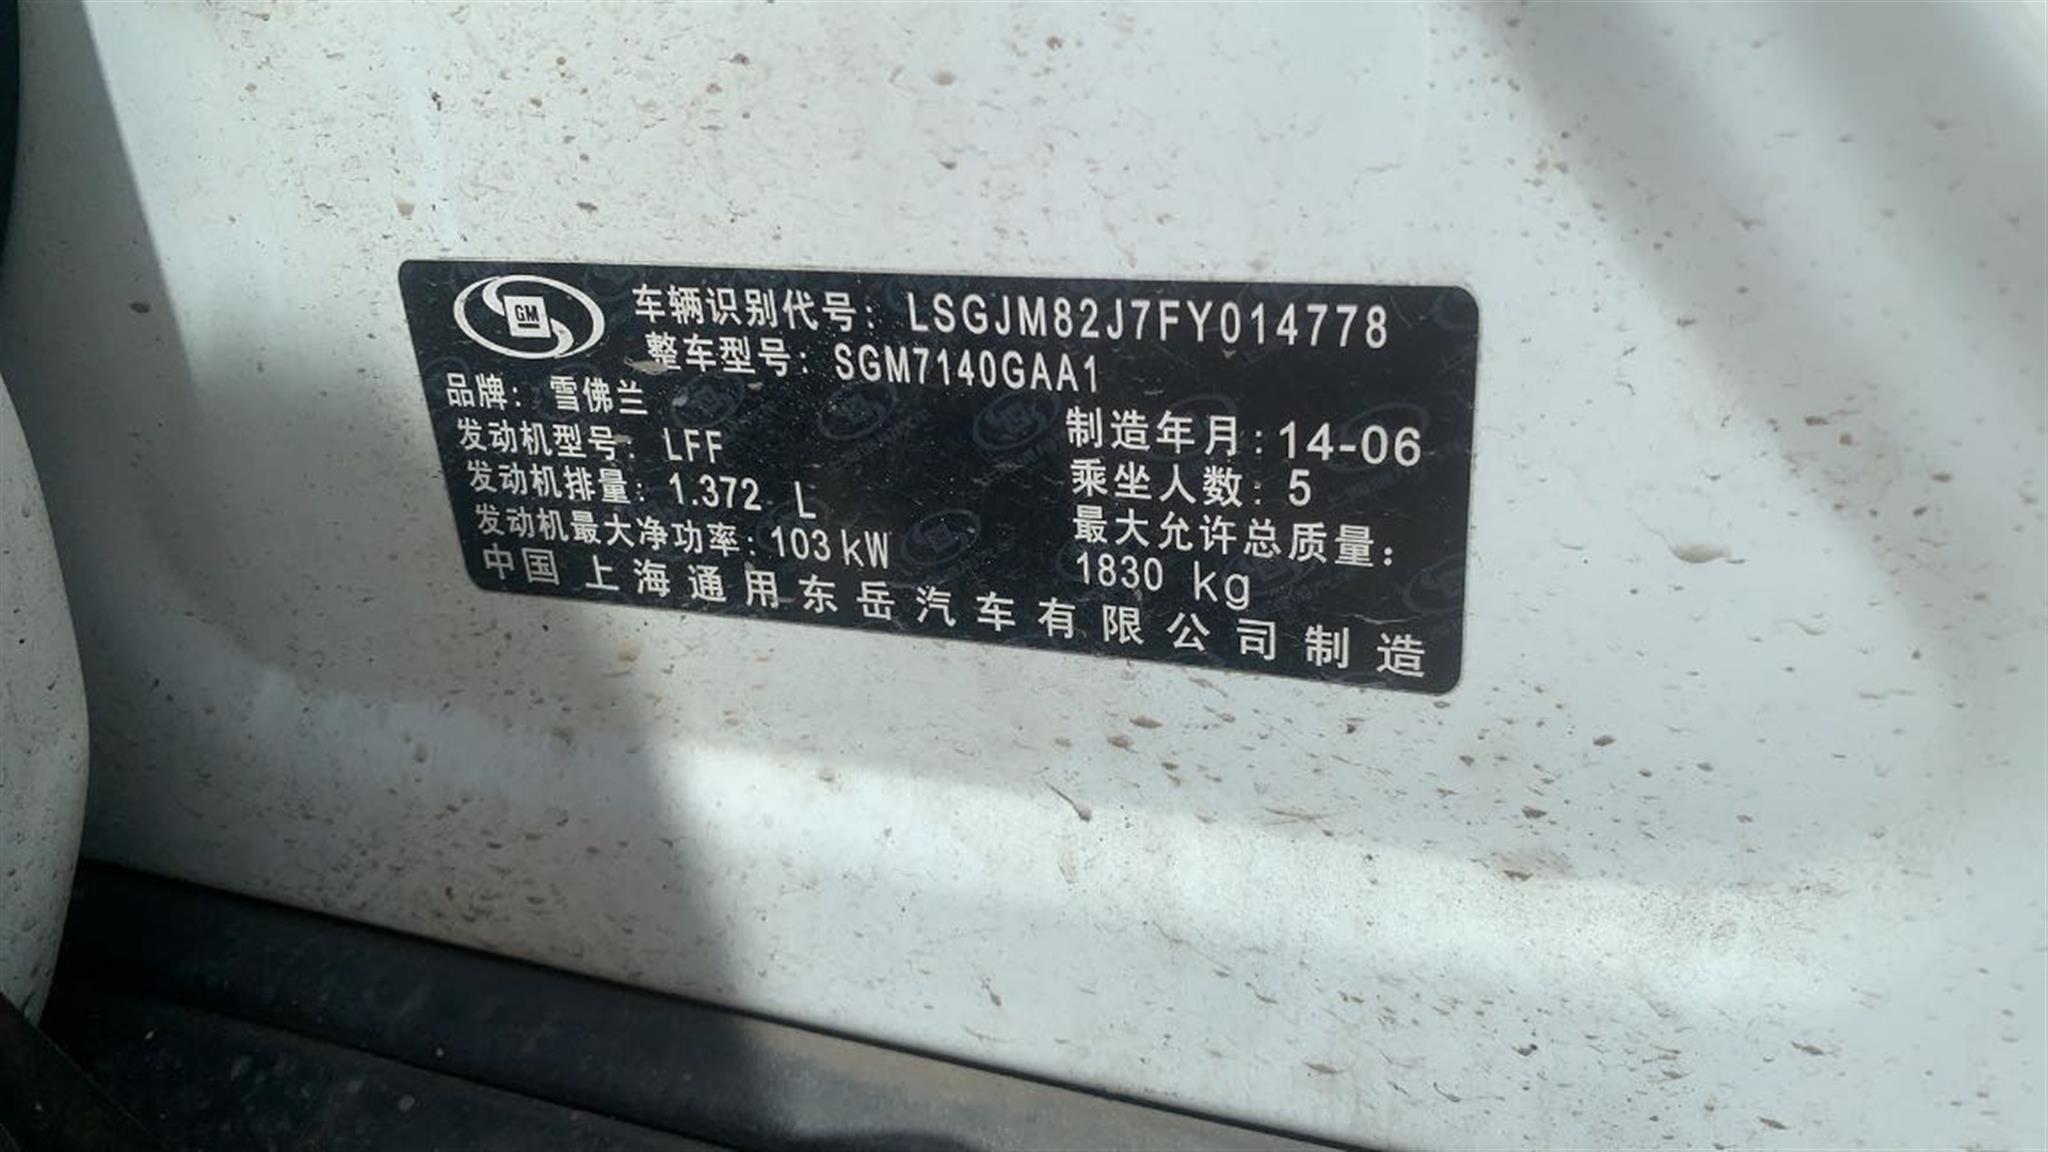 GM
车辆识别代号：LSGJM82J7FY014778
整车型号：SGM7140GAA1
品牌：雪佛兰
发动机型号：LFF
制造年月：14-06
发动机排量：1.372 L
乘坐人数：5
发动机最大净功率：103kW
最大允许总质量：
1830 kg
中国 上海通用东岳汽车有限公司制造